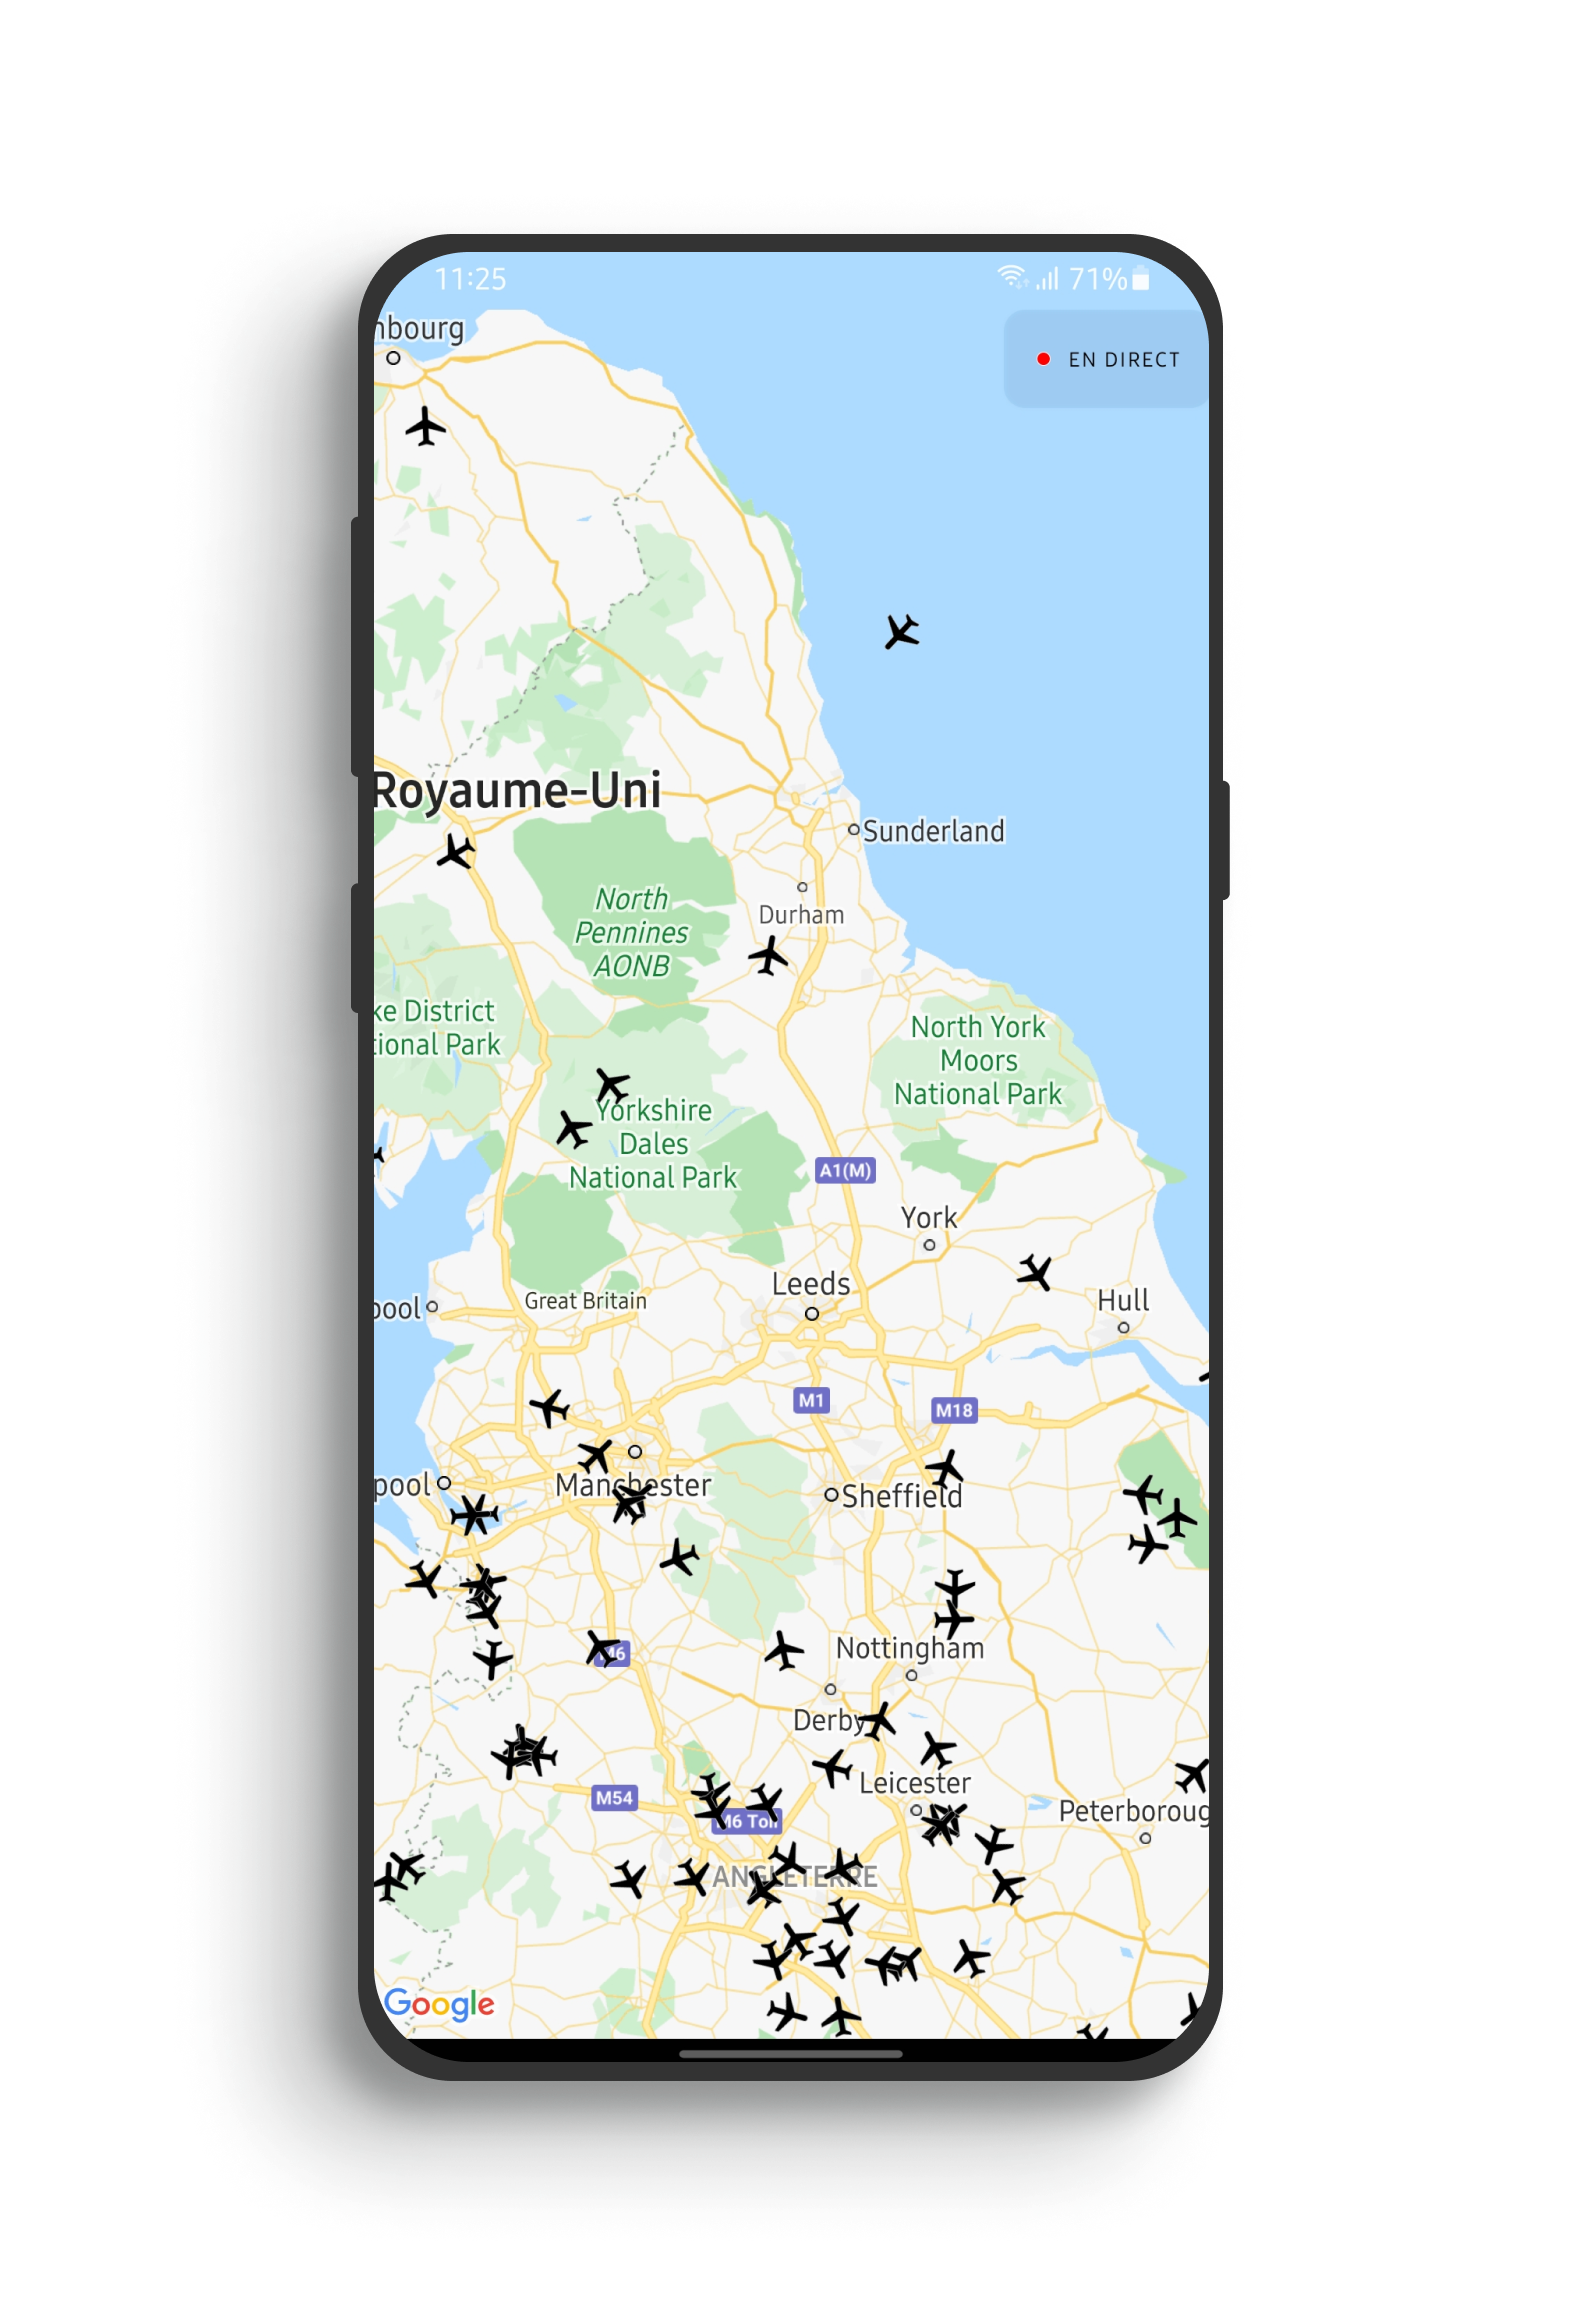 11:25
71%
nbourg
EN DIRECT
Royaume-Uni
Sunderland
North
Pennines
AONB
Durham
ke District
tional Park
North York
Moors
National Park
Yorkshire
Dales
National Park
A1(M)
York
Leeds
Great Britain
Hull
pool
M1
M18
Manchester
pool
Sheffield
M6
Nottingham
Derby
Leicester
M54
M6 Toll
Peterboroug
ANGLETERRE
Google